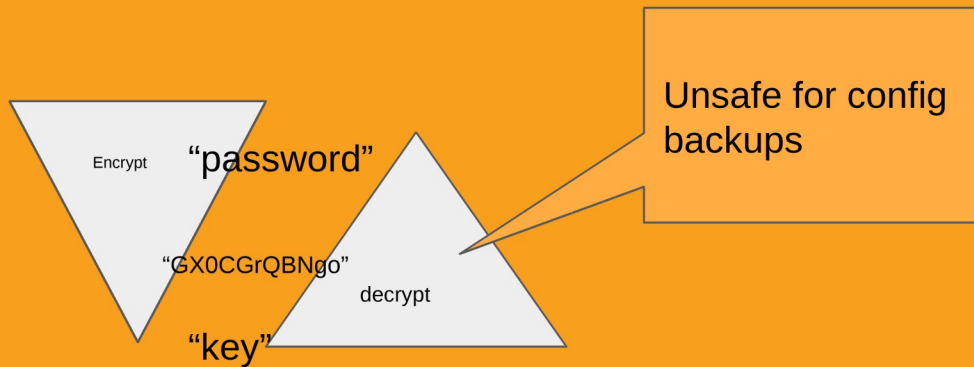 Encrypt
“password”
“GX0CGrQBNgo”
decrypt
“key”
Unsafe for config
backups